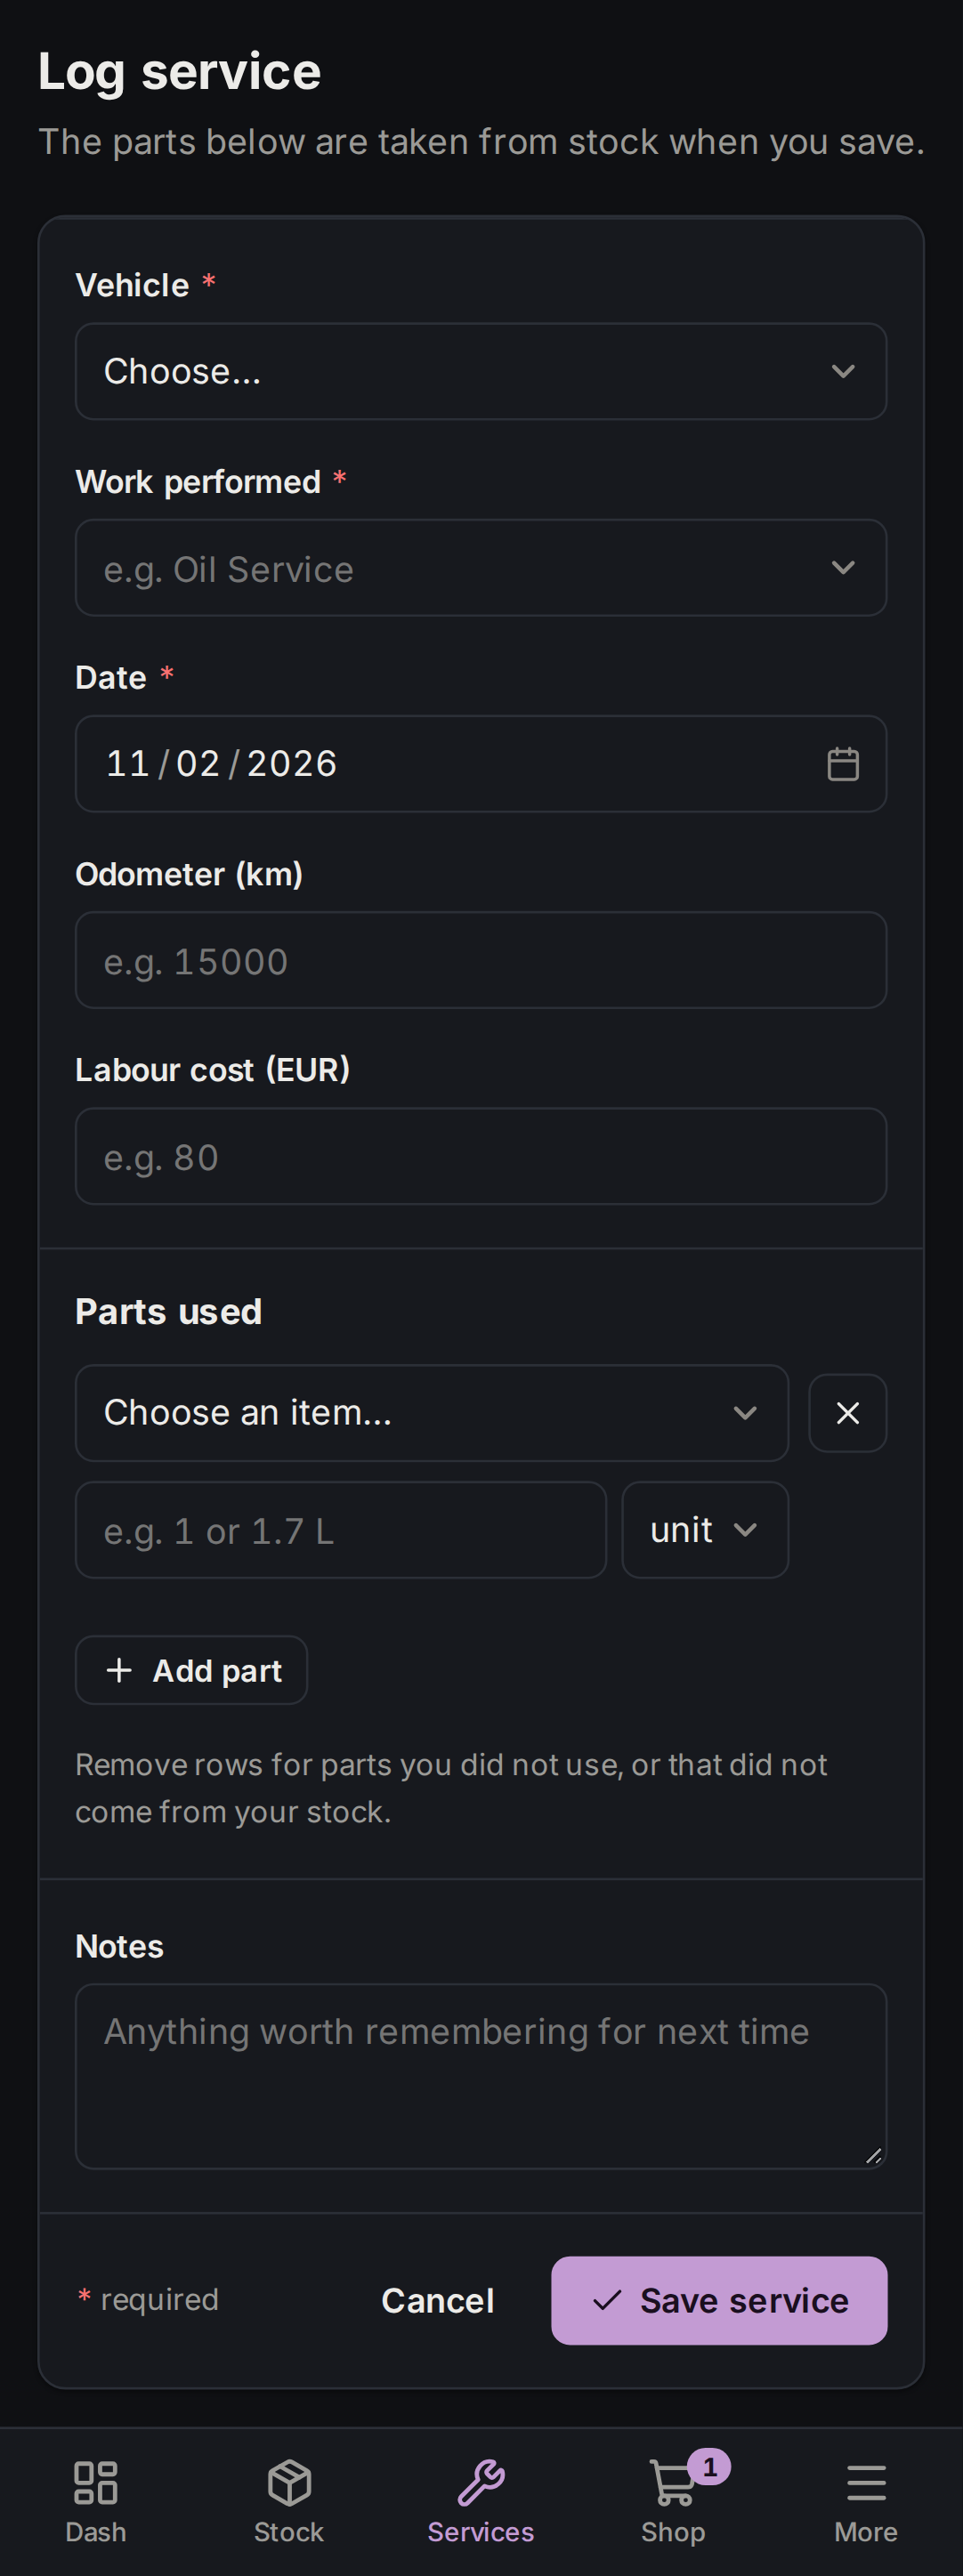 Log service
The parts below are taken from stock when you save.
Vehicle *
Choose...
Work performed *
e.g. Oil Service
Date *
11/02/2026
Odometer (km)
e.g. 15000
Labour cost (EUR)
e.g. 80
Parts used
Choose an item...
e.g. 1 or 1.7 L
unit
Add part
Remove rows for parts you did not use, or that did not
come from your stock.
Notes
Anything worth remembering for next time
* required
Cancel
Save service
1
Dash
Stock
Services
Shop
More